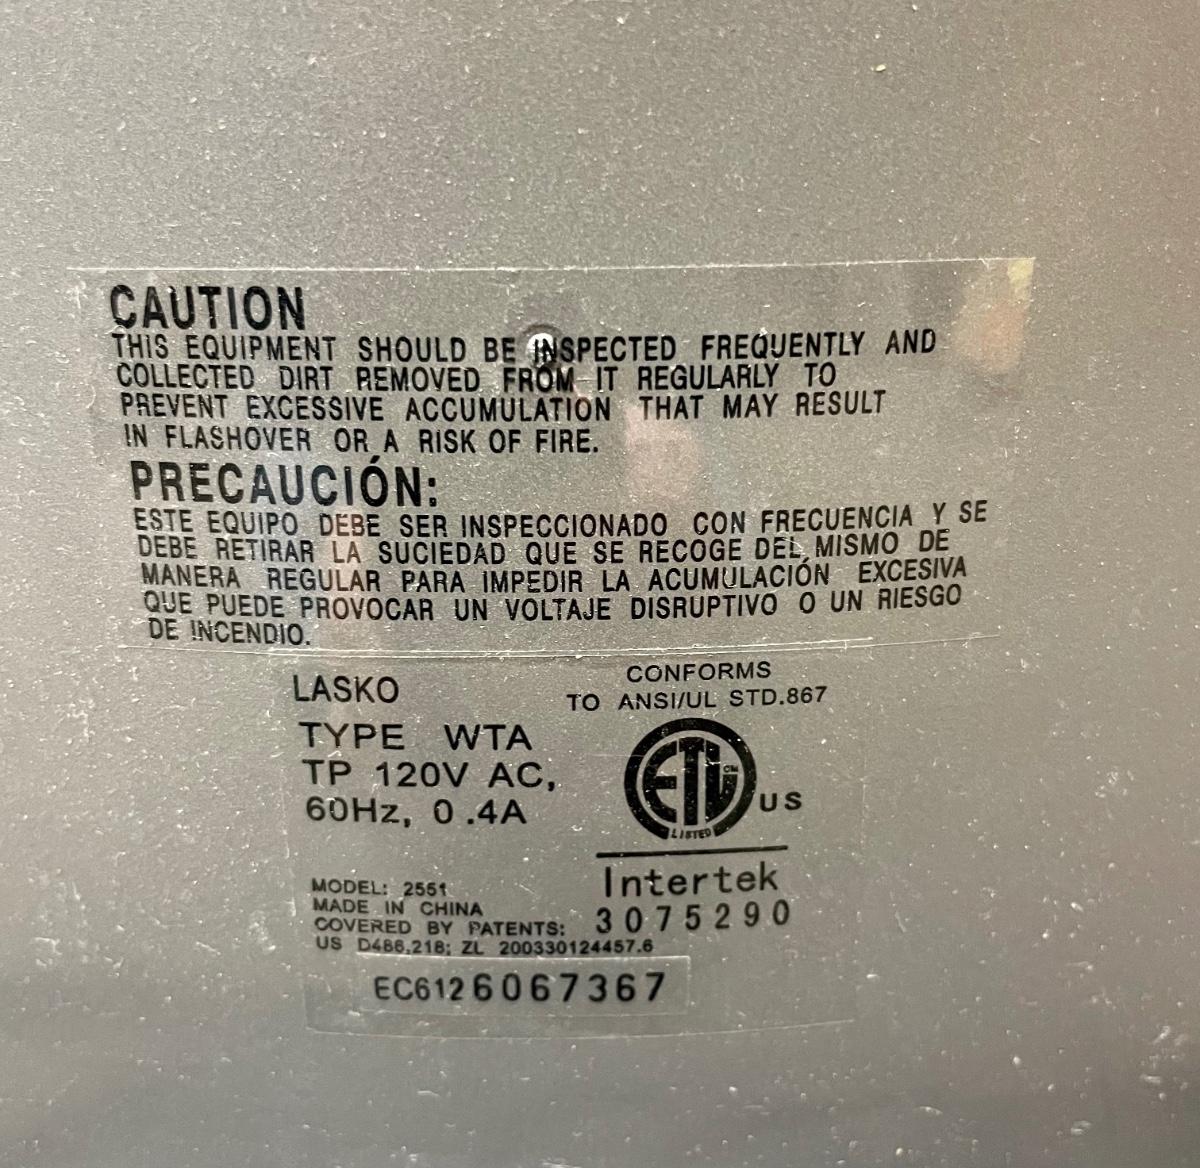 CAUTION
THIS EQUIPMENT SHOULD BE INSPECTED FREQUENTLY AND
COLLECTED DIRT REMOVED FROM IT REGULARLY TO
PREVENT EXCESSIVE ACCUMULATION THAT MAY RESULT
IN FLASHOVER OR A RISK OF FIRE.
PRECAUCIÓN:
ESTE EQUIPO DEBE SER INSPECCIONADO CON FRECUENCIA Y SE
DEBE RETIRAR LA SUCIEDAD QUE SE RECOGE DEL MISMO DE
MANERA REGULAR PARA IMPEDIR LA ACUMULACIÓN EXCESIVA
QUE PUEDE PROVOCAR UN VOLTAJE DISRUPTIVO O UN RIESGO
DE INCENDIO.
LASKO
TYPE WTA
TP 120V AC,
60Hz, 0.4A
CONFORMS
TO ANSI/UL STD.867
ETL CM
LISTED
US
Intertek
3075290
MODEL: 2551
MADE IN CHINA
COVERED BY PATENTS:
US D486,218; ZL 200330124457.6
EC6126067367